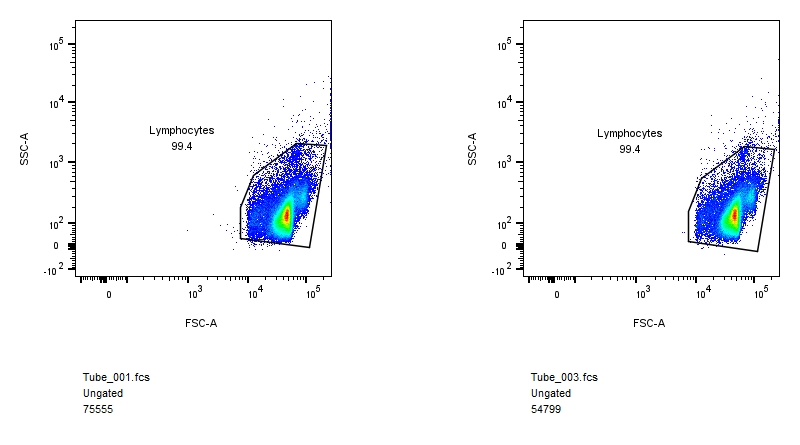 SSC-A
10^5
10^4
10^3
10^2
0
-10^2
Lymphocytes
99.4
0
10^3
10^4
10^5
FSC-A
Tube_001.fcs
Ungated
75555
SSC-A
10^5
10^4
10^3
10^2
0
-10^2
Lymphocytes
99.4
0
10^3
10^4
10^5
FSC-A
Tube_003.fcs
Ungated
54799